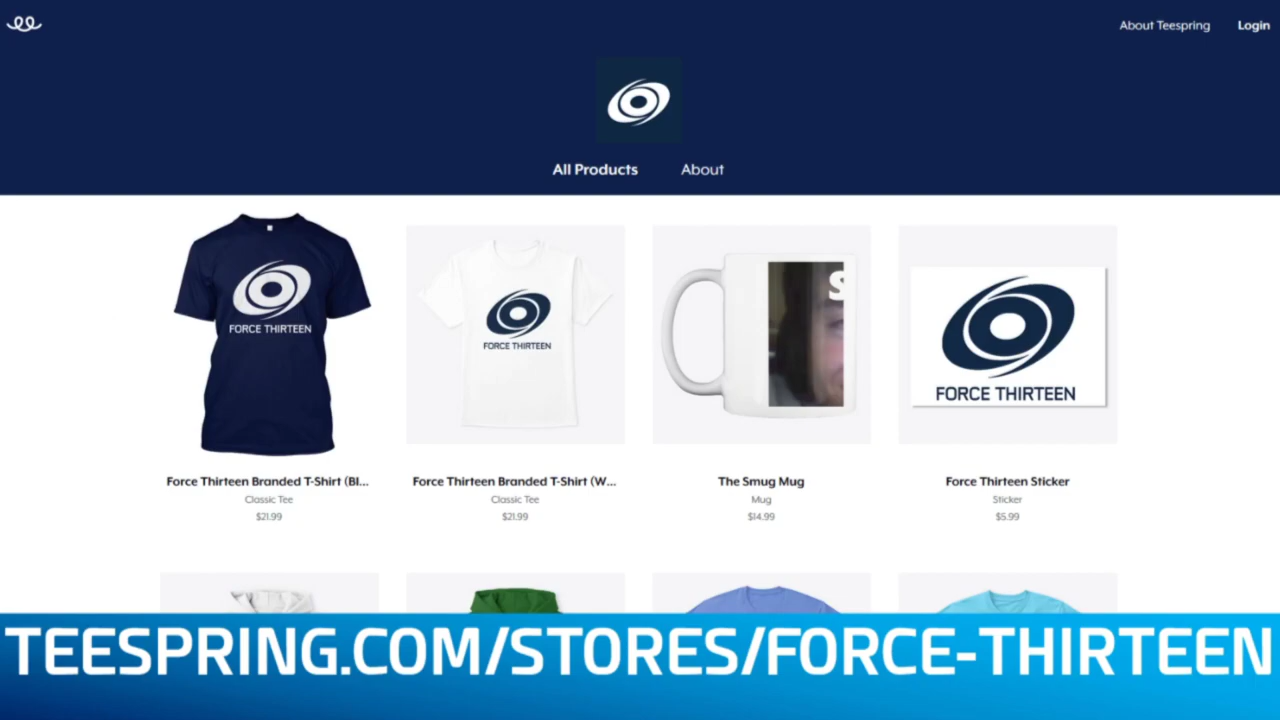 About Teespring Login
All Products About
FORCE THIRTEEN
FORCE THIRTEEN
S
FORCE THIRTEEN
Force Thirteen Branded T-Shirt (Bl...
Classic Tee
$21.99
Force Thirteen Branded T-Shirt (W...
Classic Tee
$21.99
The Smug Mug
Mug
$14.99
Force Thirteen Sticker
Sticker
$5.99
TEESPRING.COM/STORES/FORCE-THIRTEEN